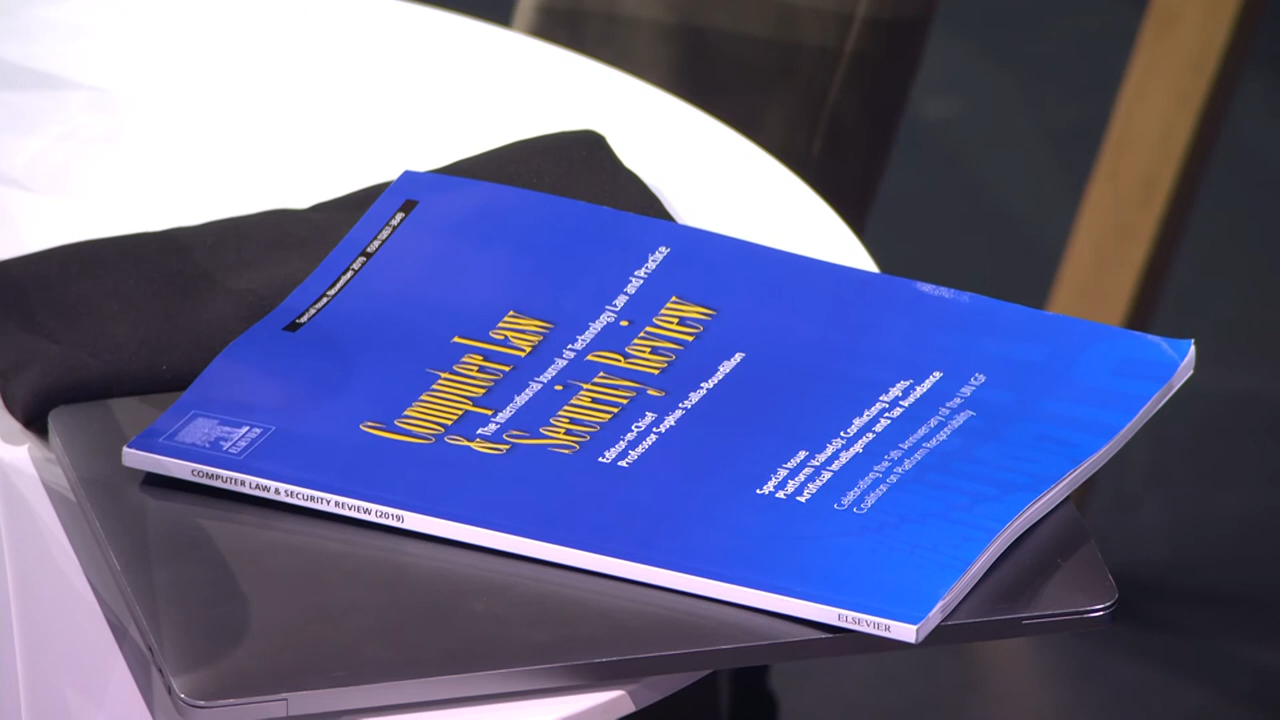 Special Issue, November 2019 ISSN 0267-3649
Computer Law
& The International Journal of Technology Law and Practice
Security Review
Editor-in-Chief
Professor Sophie Stalla-Bourdillon
Special Issue
Platform Value(s): Conflicting Rights,
Artificial Intelligence and Tax Avoidance
Celebrating the 5th Anniversary of the UN IGF
Coalition on Platform Responsibility
ELSEVIER
COMPUTER LAW & SECURITY REVIEW (2019)
ELSEVIER